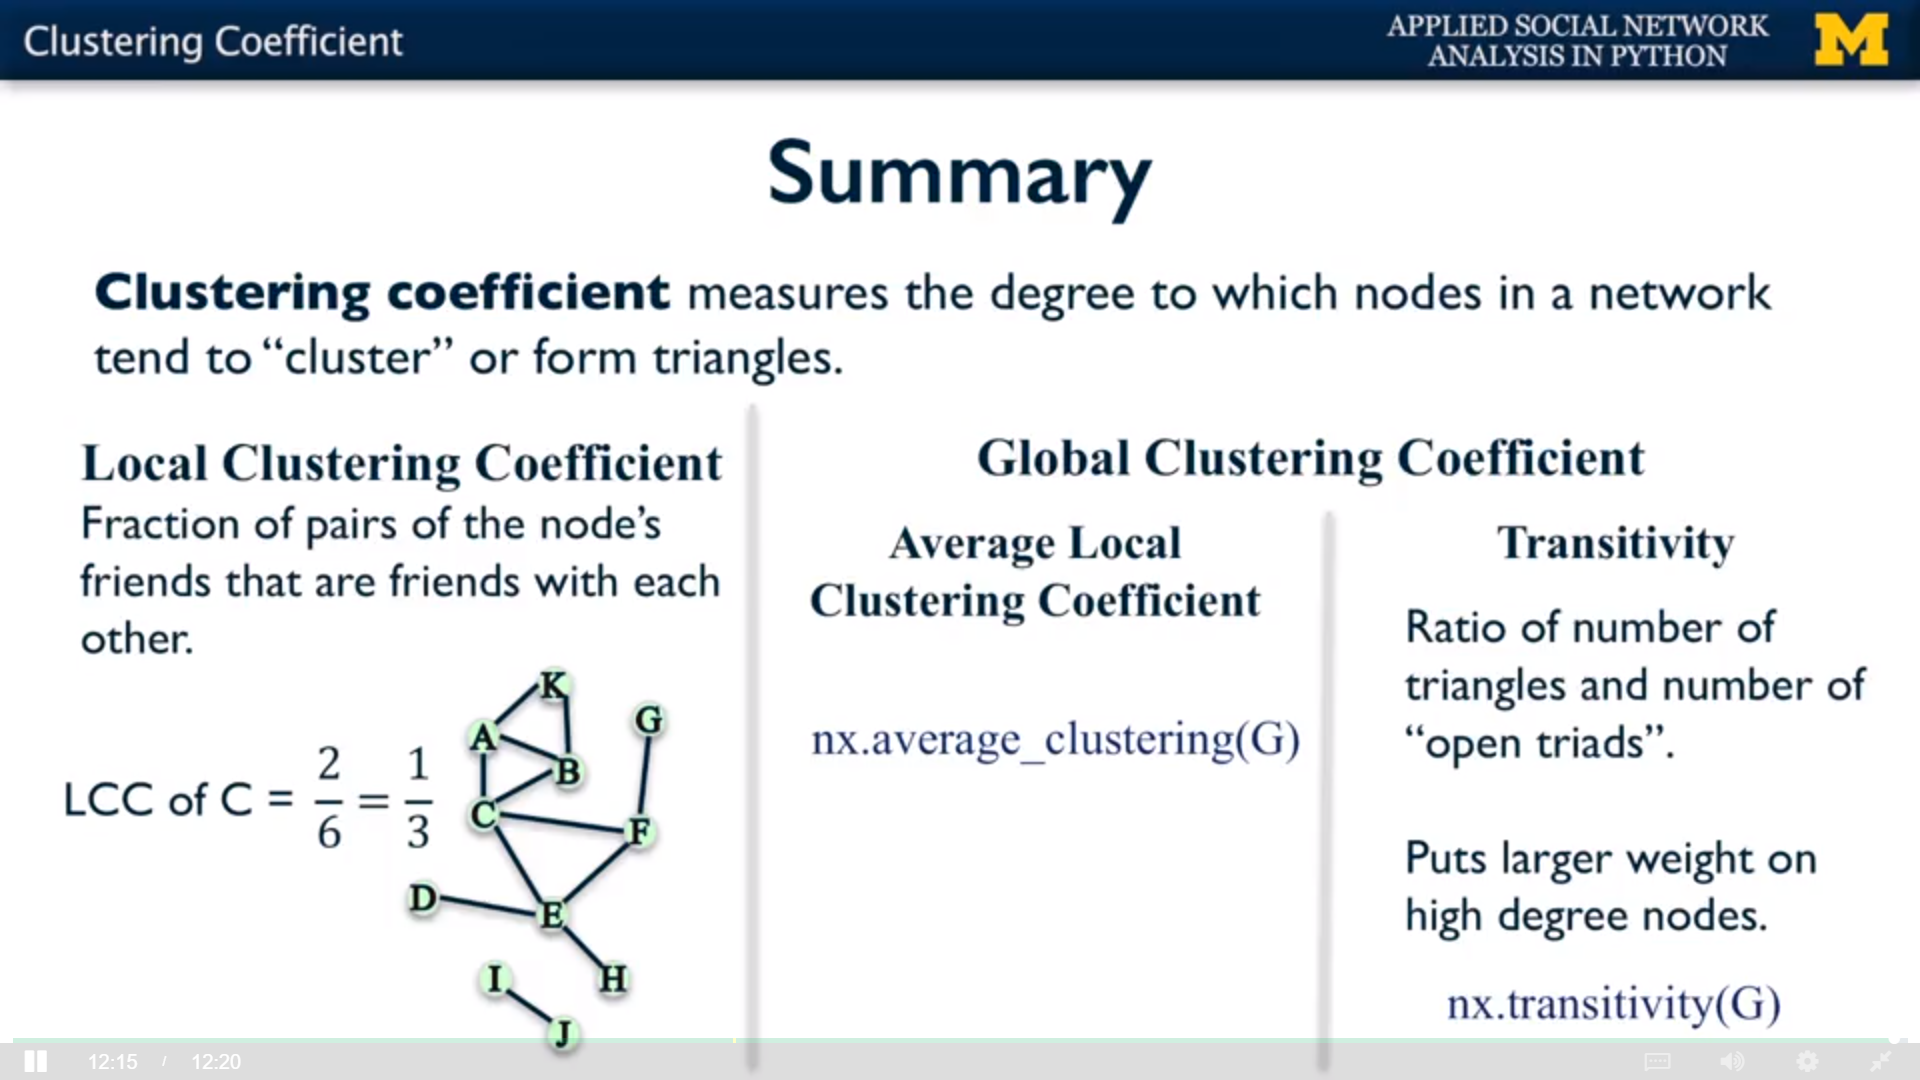 Clustering Coefficient
APPLIED SOCIAL NETWORK
ANALYSIS IN PYTHON
M
Summary
Clustering coefficient measures the degree to which nodes in a network
tend to “cluster” or form triangles.
Local Clustering Coefficient
Fraction of pairs of the node’s
friends that are friends with each
other.
LCC of C = 2/6 = 1/3
K
G
A
B
C
F
D
E
I
H
J
Global Clustering Coefficient
Average Local
Clustering Coefficient
nx.average_clustering(G)
Transitivity
Ratio of number of
triangles and number of
“open triads”.
Puts larger weight on
high degree nodes.
nx.transitivity(G)
12:15 / 12:20